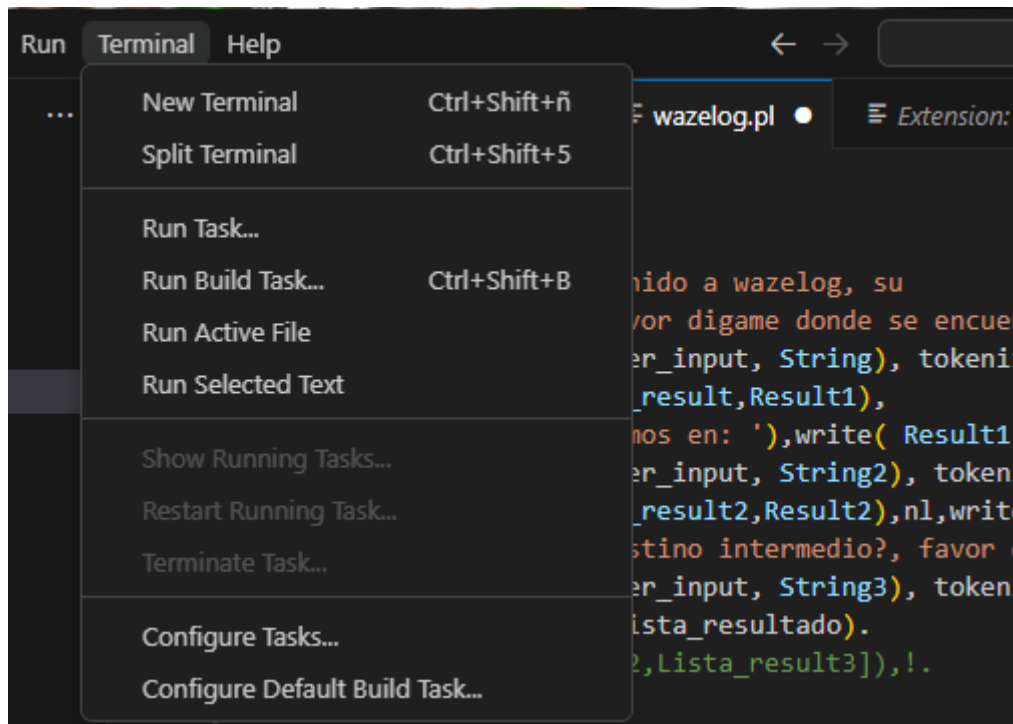 Run Terminal Help
New Terminal Ctrl+Shift+ñ
Split Terminal Ctrl+Shift+5
Run Task...
Run Build Task... Ctrl+Shift+B
Run Active File
Run Selected Text
Show Running Tasks...
Restart Running Task...
Terminate Task...
Configure Tasks...
Configure Default Build Task...
wazelog.pl Extension:
nido a wazelog, su
vor digame donde se encue
er_input, String), tokeni
_result,Result1),
mos en: '),write( Result1
er_input, String2), token
_result2,Result2),nl,write
stino intermedio?, favor
er_input, String3), token
ista_resultado).
2,Lista_result3]),!.